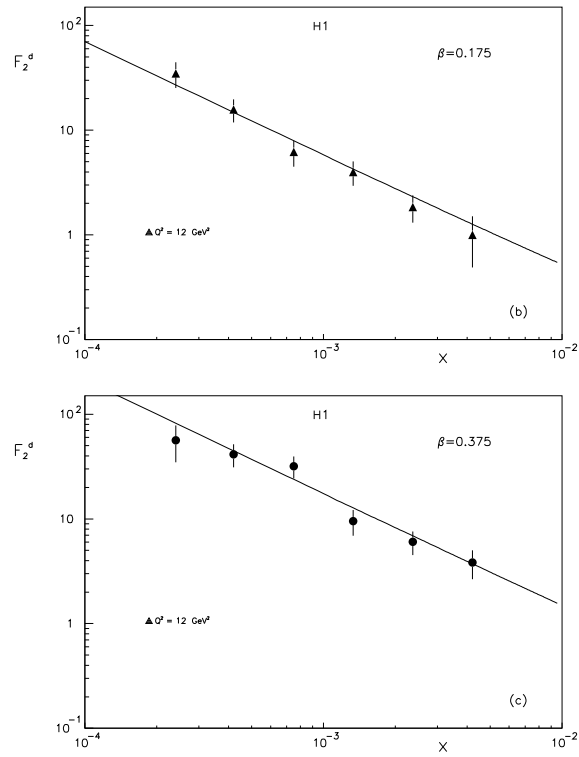 10²
H1
β=0.175
F₂ᵈ
10
1
▲ Q² = 12 GeV²
(b)
10⁻¹
10⁻⁴
10⁻³
10⁻²
X
10²
H1
β=0.375
F₂ᵈ
10
1
▲ Q² = 12 GeV²
(c)
10⁻¹
10⁻⁴
10⁻³
10⁻²
X